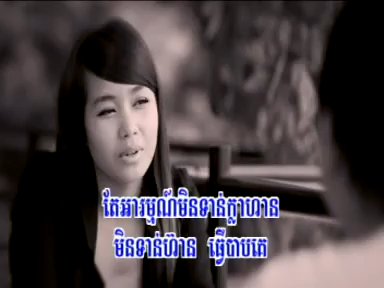 តែអារម្មណ៍មិនទាន់ក្លាហាន
មិនទាន់ហ៊ាន ធ្វើបាបគេ